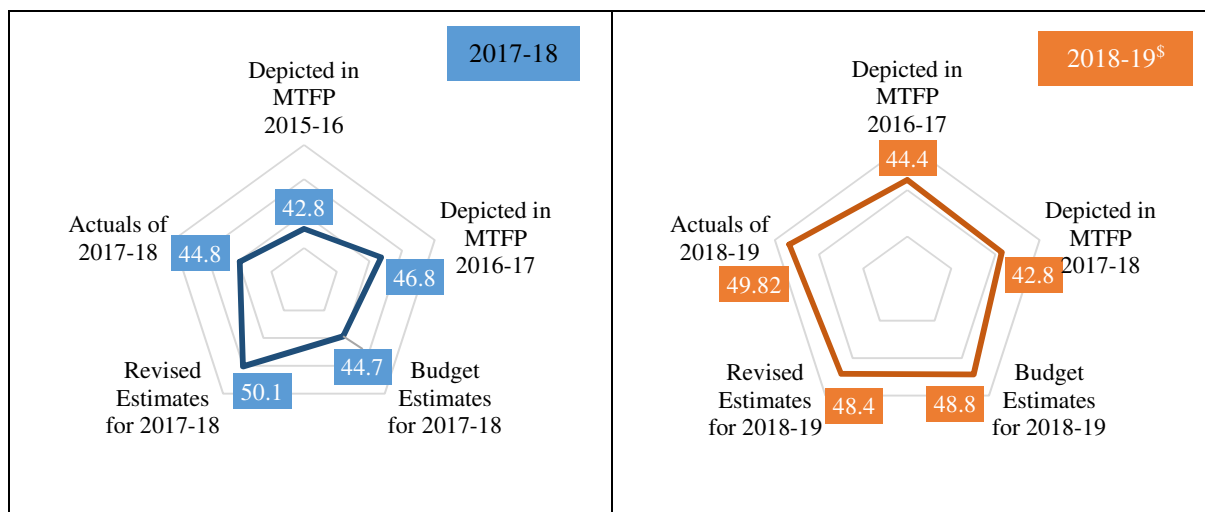 2017-18
Depicted in
MTFP
2015-16
42.8
Depicted in
MTFP
2016-17
46.8
Budget
Estimates
for 2017-18
44.7
Revised
Estimates
for 2017-18
50.1
Actuals of
2017-18
44.8
2018-19$
Depicted in
MTFP
2016-17
44.4
Depicted in
MTFP
2017-18
42.8
Budget
Estimates
for 2018-19
48.8
Revised
Estimates
for 2018-19
48.4
Actuals of
2018-19
49.82